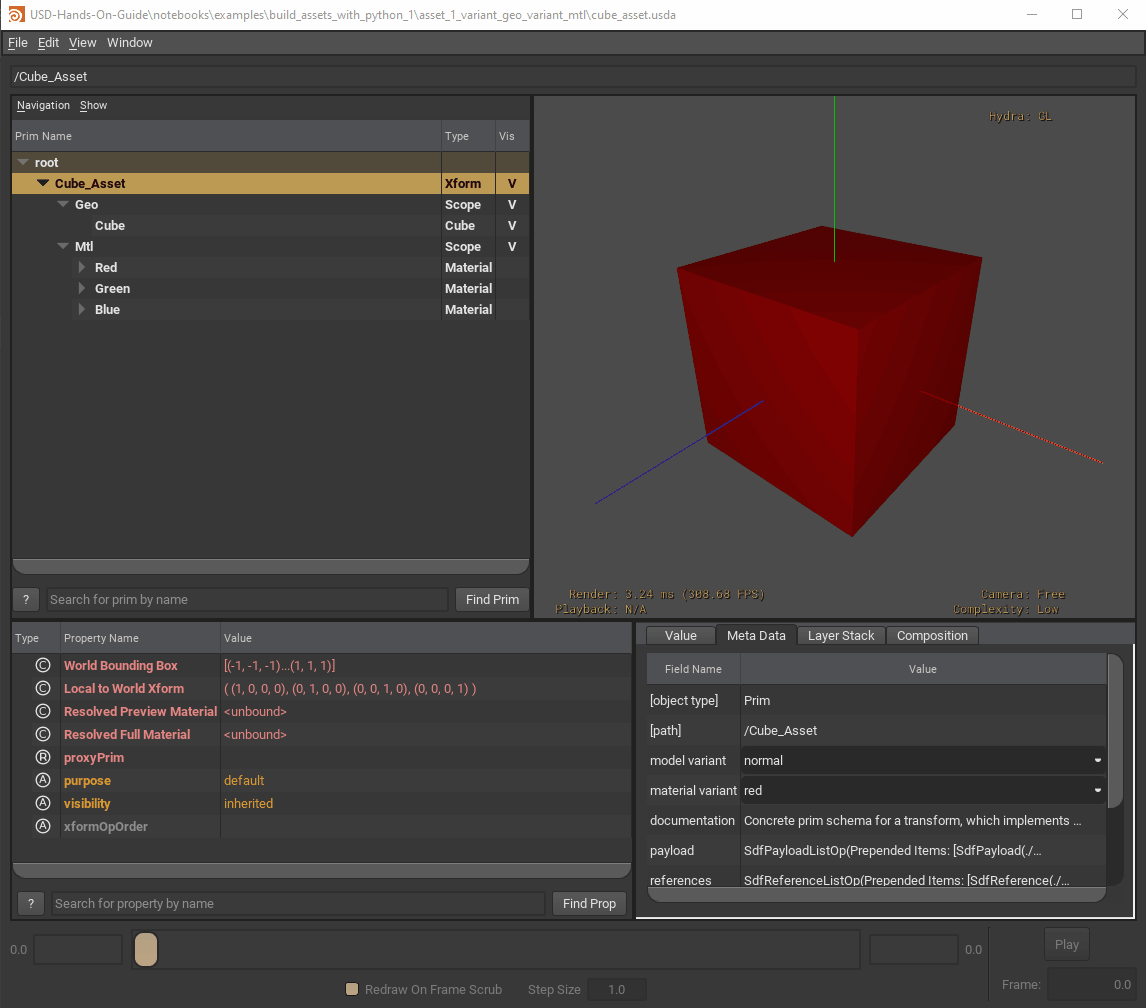 USD-Hands-On-Guide\notebooks\examples\build_assets_with_python_1\asset_1_variant_geo_variant_mtl\cube_asset.usda
File Edit View Window
/Cube_Asset
Navigation Show
Prim Name Type Vis
root
Cube_Asset Xform V
Geo Scope V
Cube Cube V
Mtl Scope V
Red Material
Green Material
Blue Material
? Search for prim by name Find Prim
Hydra: GL
Render: 3.24 ms (308.68 FPS)
Playback: N/A
Camera: Free
Complexity: Low
Type Property Name Value
C World Bounding Box [(-1, -1, -1)...(1, 1, 1)]
C Local to World Xform ( (1, 0, 0, 0), (0, 1, 0, 0), (0, 0, 1, 0), (0, 0, 0, 1) )
C Resolved Preview Material <unbound>
C Resolved Full Material <unbound>
R proxyPrim
A purpose default
A visibility inherited
A xformOpOrder
? Search for property by name Find Prop
Value Meta Data Layer Stack Composition
Field Name Value
[object type] Prim
[path] /Cube_Asset
model variant normal
material variant red
documentation Concrete prim schema for a transform, which implements ...
payload SdfPayloadListOp(Prepended Items: [SdfPayload(./...
references SdfReferenceListOp(Prepended Items: [SdfReference(./...
0.0 0.0 Play
Redraw On Frame Scrub Step Size 1.0 Frame: 0.0